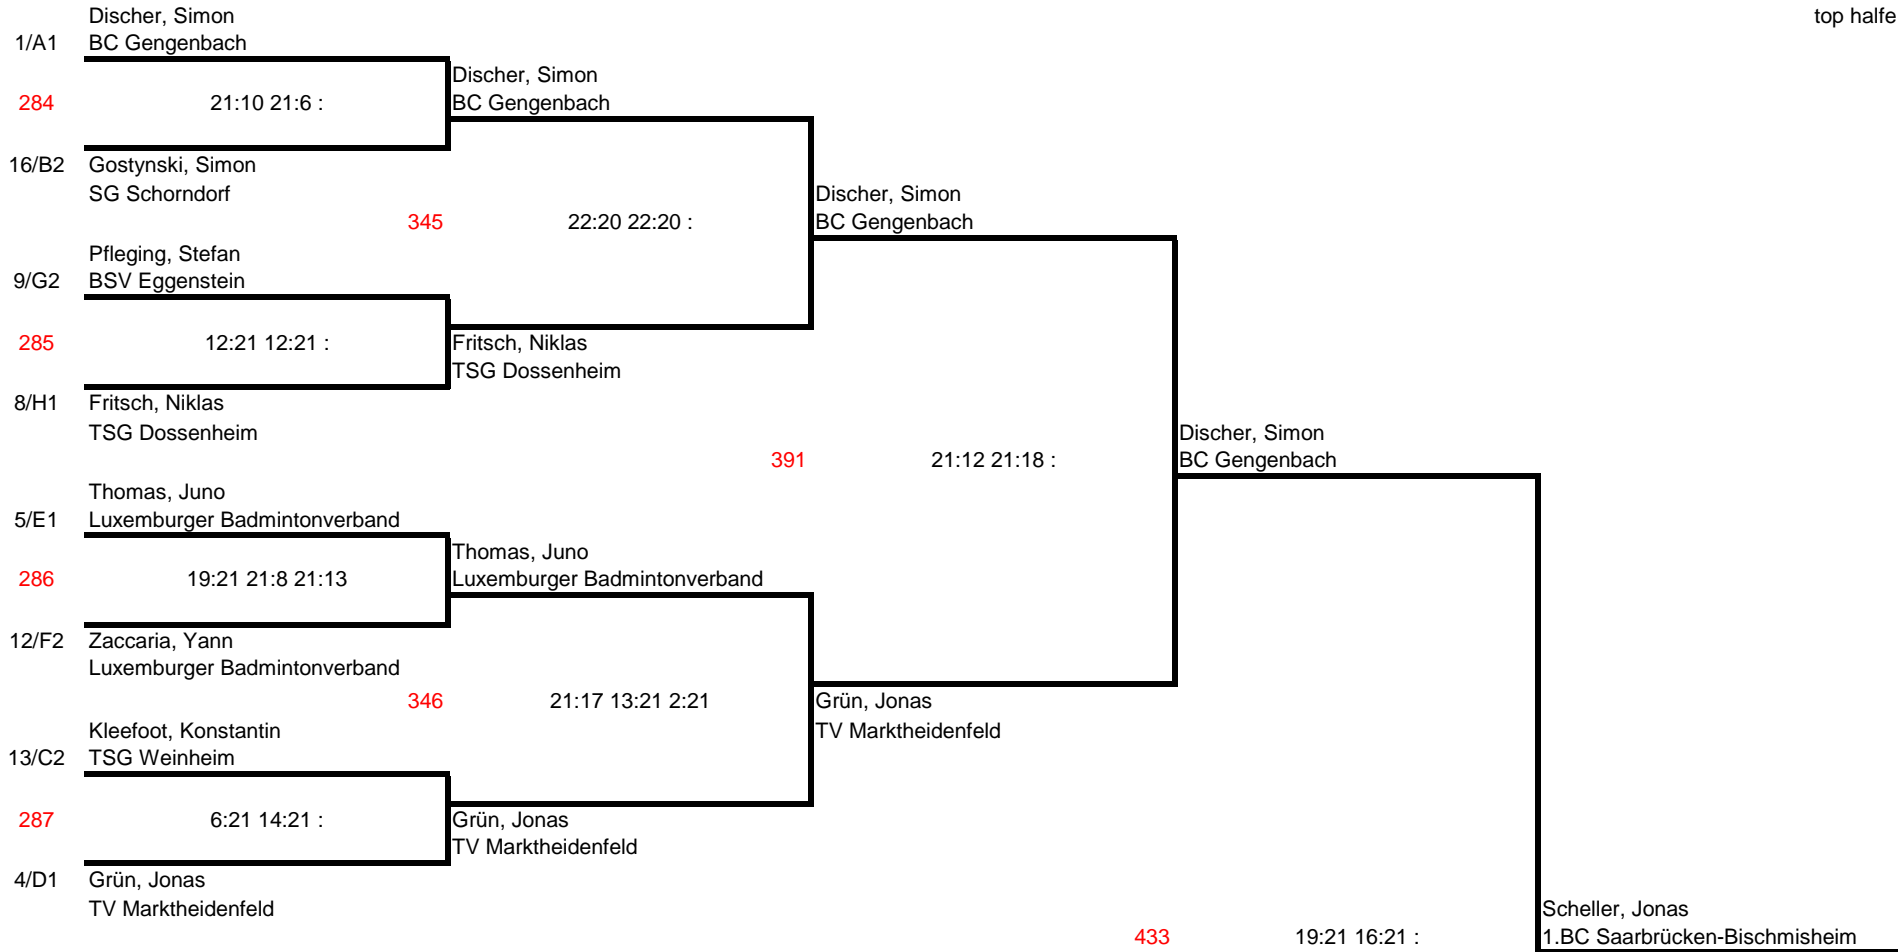 top halfe
Discher, Simon
1/A1 BC Gengenbach
Discher, Simon
284 21:10 21:6 : BC Gengenbach
16/B2 Gostynski, Simon
SG Schorndorf
Discher, Simon
345 22:20 22:20 : BC Gengenbach
Pfleging, Stefan
9/G2 BSV Eggenstein
285 12:21 12:21 : Fritsch, Niklas
TSG Dossenheim
8/H1 Fritsch, Niklas
TSG Dossenheim
Discher, Simon
391 21:12 21:18 : BC Gengenbach
Thomas, Juno
5/E1 Luxemburger Badmintonverband
Thomas, Juno
286 19:21 21:8 21:13 Luxemburger Badmintonverband
12/F2 Zaccaria, Yann
Luxemburger Badmintonverband
346 21:17 13:21 2:21 Grün, Jonas
TV Marktheidenfeld
Kleefoot, Konstantin
13/C2 TSG Weinheim
287 6:21 14:21 : Grün, Jonas
TV Marktheidenfeld
4/D1 Grün, Jonas
TV Marktheidenfeld
Scheller, Jonas
433 19:21 16:21 : 1.BC Saarbrücken-Bischmisheim